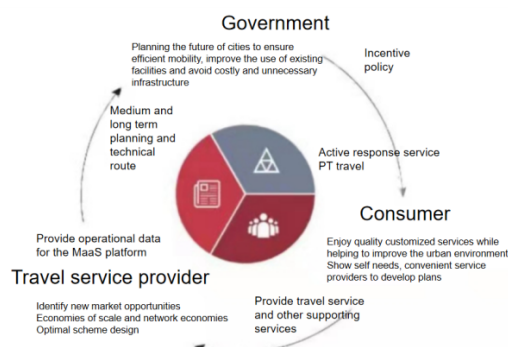 Government
Planning the future of cities to ensure
efficient mobility, improve the use of existing
facilities and avoid costly and unnecessary
infrastructure
Incentive
policy
Medium and
long term
planning and
technical
route
Active response service
PT travel
Consumer
Enjoy quality customized services while
helping to improve the urban environment
Show self needs, convenient service
providers to develop plans
Provide operational data
for the MaaS platform
Travel service provider
Identify new market opportunities
Economies of scale and network economies
Optimal scheme design
Provide travel service
and other supporting
services